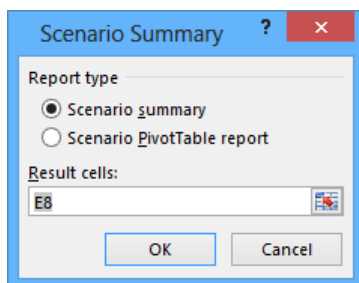 Scenario Summary ? ×
Report type
Scenario summary
Scenario PivotTable report
Result cells:
E8
OK Cancel